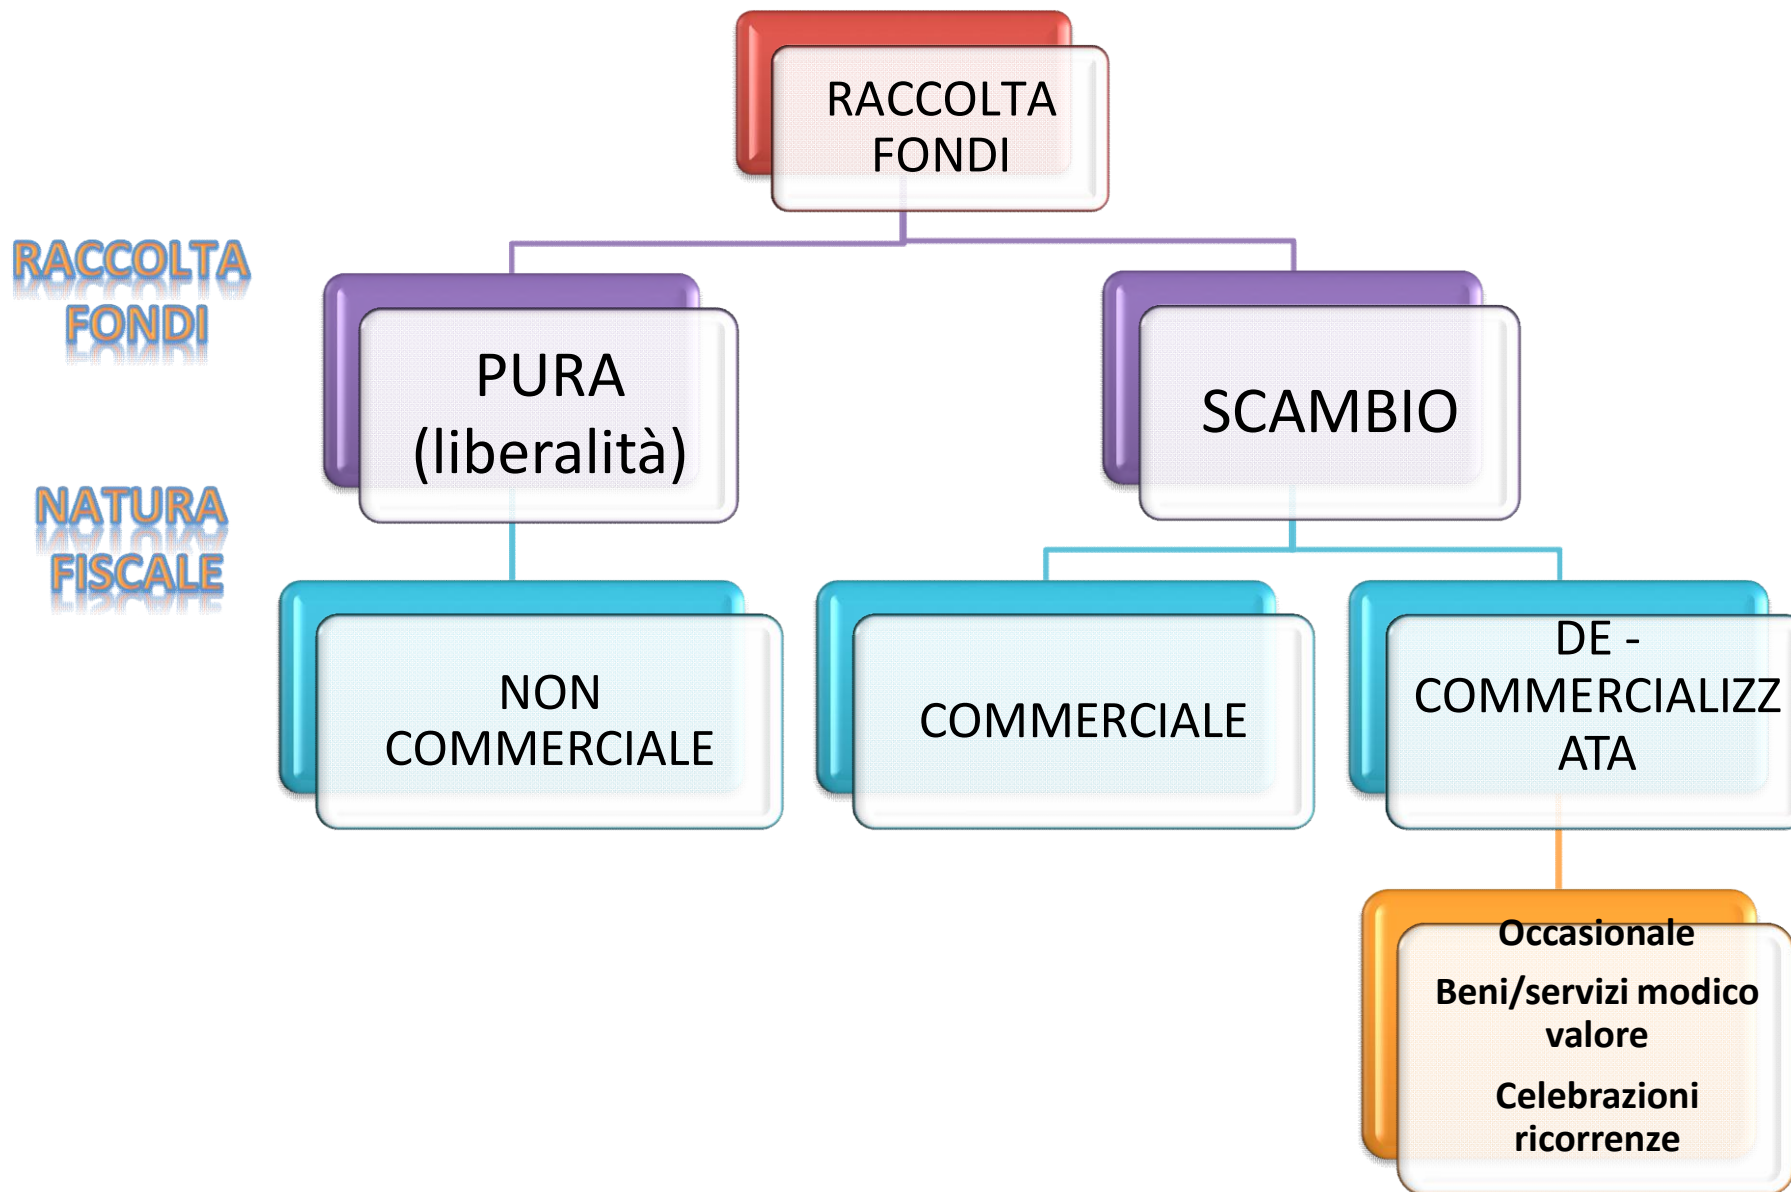 RACCOLTA
FONDI
RACCOLTA
FONDI
PURA
(liberalità)
SCAMBIO
NATURA
FISCALE
NON
COMMERCIALE
COMMERCIALE
DE -
COMMERCIALIZZ
ATA
Occasionale
Beni/servizi modico
valore
Celebrazioni
ricorrenze